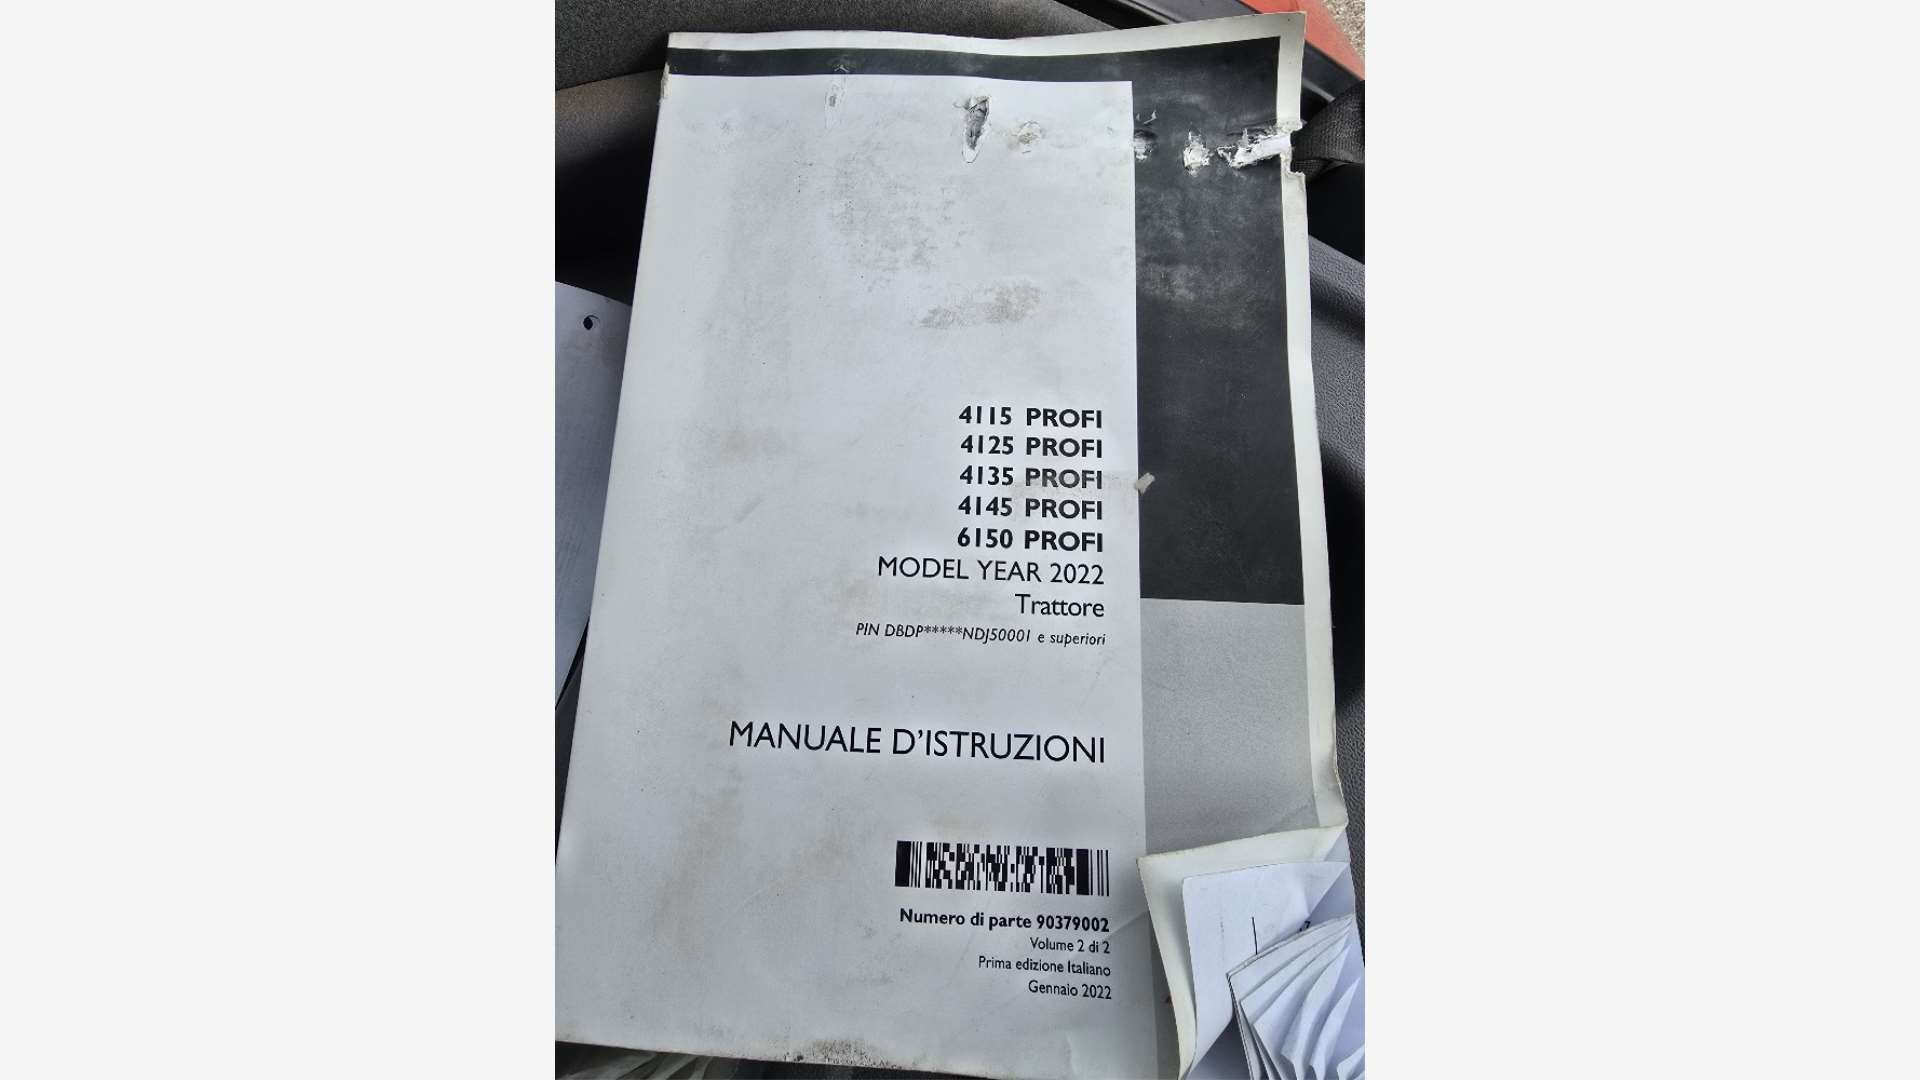 4115 PROFI
4125 PROFI
4135 PROFI
4145 PROFI
6150 PROFI
MODEL YEAR 2022
Trattore
PIN DBDP*****NDJ50001 e superiori
MANUALE D'ISTRUZIONI
Numero di parte 90379002
Volume 2 di 2
Prima edizione Italiano
Gennaio 2022